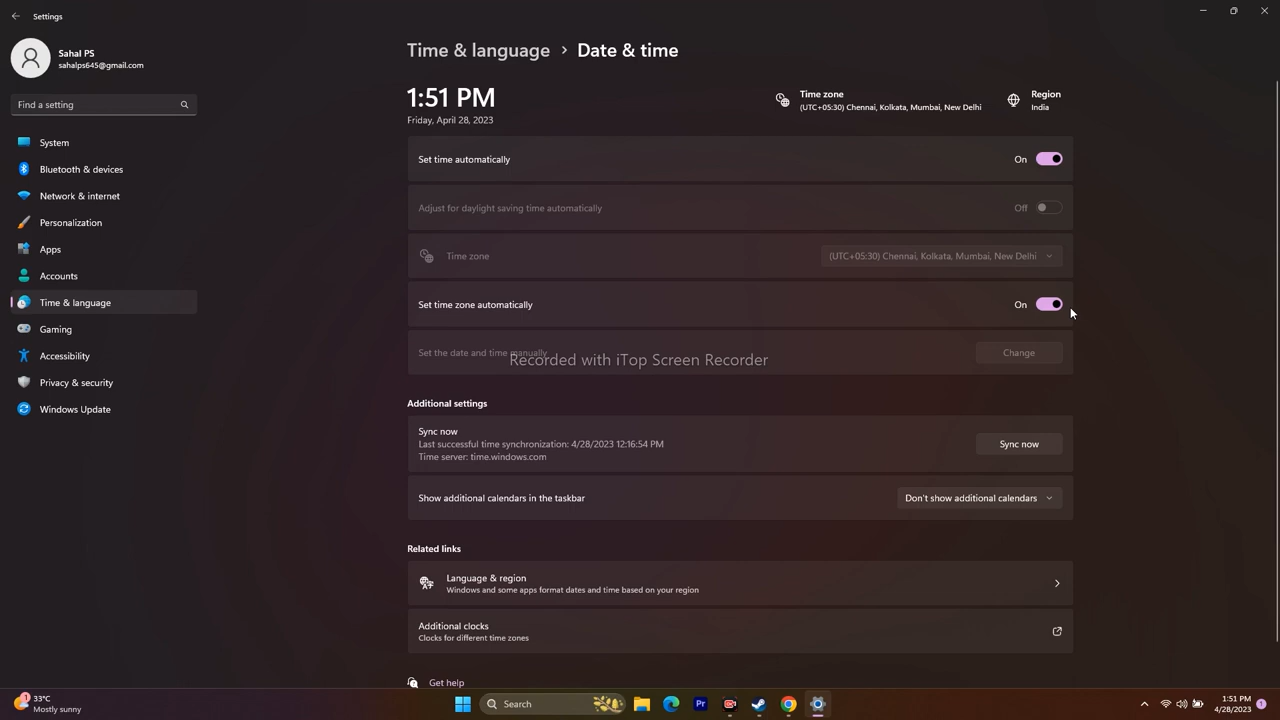 Settings
Sahal PS
sahalps645@gmail.com
Find a setting
System
Bluetooth & devices
Network & internet
Personalization
Apps
Accounts
Time & language
Gaming
Accessibility
Privacy & security
Windows Update
Time & language > Date & time
1:51 PM
Friday, April 28, 2023
Time zone
(UTC+05:30) Chennai, Kolkata, Mumbai, New Delhi
Region
India
Set time automatically
On
Adjust for daylight saving time automatically
Off
Time zone
(UTC+05:30) Chennai, Kolkata, Mumbai, New Delhi
Set time zone automatically
On
Set the date and time manually
Change
Recorded with iTop Screen Recorder
Additional settings
Sync now
Last successful time synchronization: 4/28/2023 12:16:54 PM
Time server: time.windows.com
Sync now
Show additional calendars in the taskbar
Don't show additional calendars
Related links
Language & region
Windows and some apps format dates and time based on your region
Additional clocks
Clocks for different time zones
Get help
1
33°C
Mostly sunny
Search
Pr
1:51 PM
4/28/2023
1